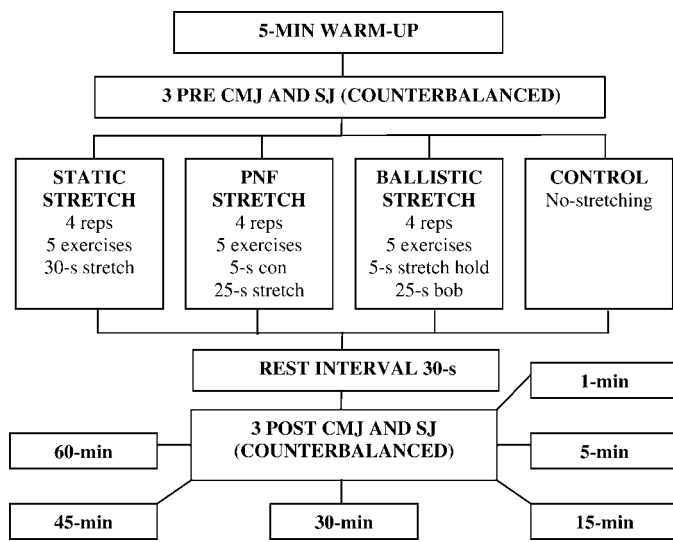 5-MIN WARM-UP
3 PRE CMJ AND SJ (COUNTERBALANCED)
STATIC
STRETCH
4 reps
5 exercises
30-s stretch
PNF
STRETCH
4 reps
5 exercises
5-s con
25-s stretch
BALLISTIC
STRETCH
4 reps
5 exercises
5-s stretch hold
25-s bob
CONTROL
No-stretching
REST INTERVAL 30-s
1-min
3 POST CMJ AND SJ
(COUNTERBALANCED)
60-min
5-min
45-min
30-min
15-min